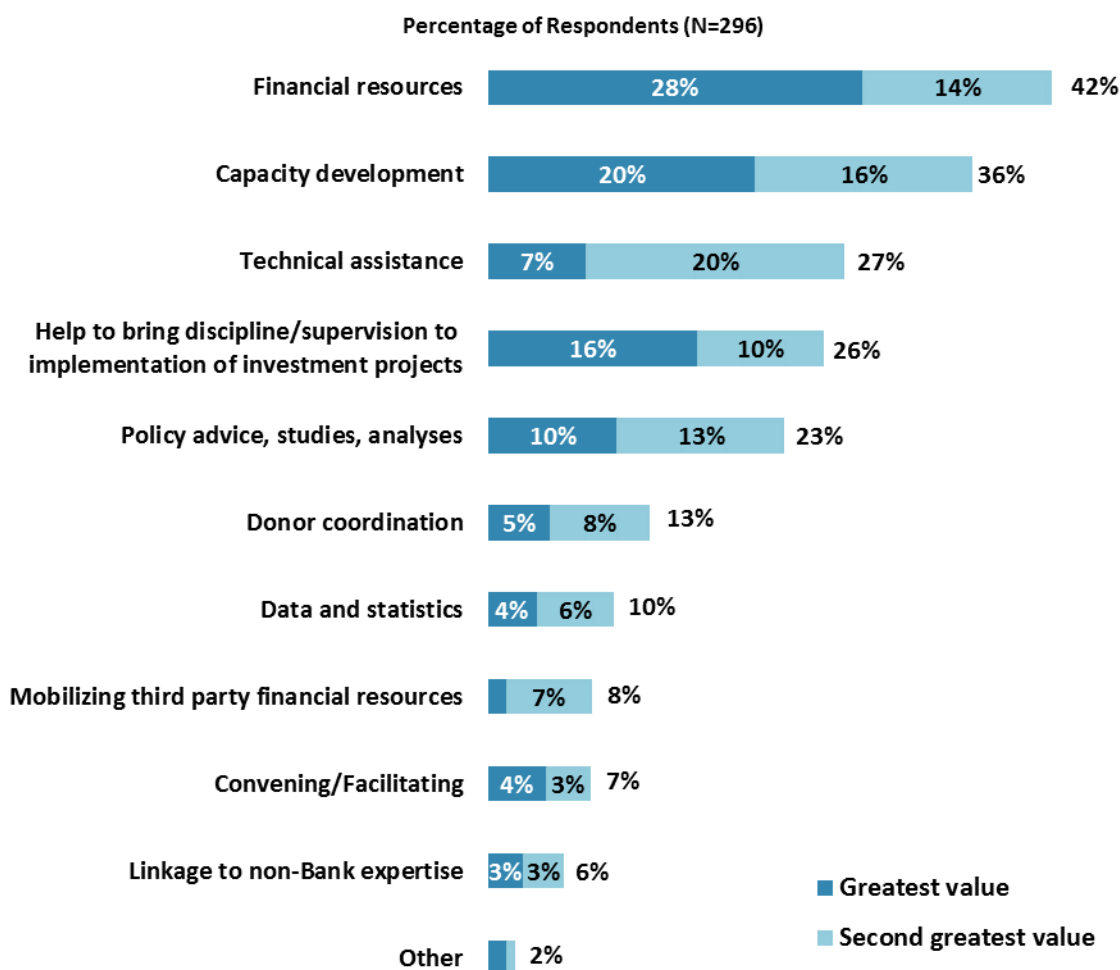 Percentage of Respondents (N=296)
Financial resources 28% 14% 42%
Capacity development 20% 16% 36%
Technical assistance 7% 20% 27%
Help to bring discipline/supervision to
implementation of investment projects 16% 10% 26%
Policy advice, studies, analyses 10% 13% 23%
Donor coordination 5% 8% 13%
Data and statistics 4% 6% 10%
Mobilizing third party financial resources 7% 8%
Convening/Facilitating 4% 3% 7%
Linkage to non-Bank expertise 3% 3% 6%
Other 2%
Greatest value
Second greatest value